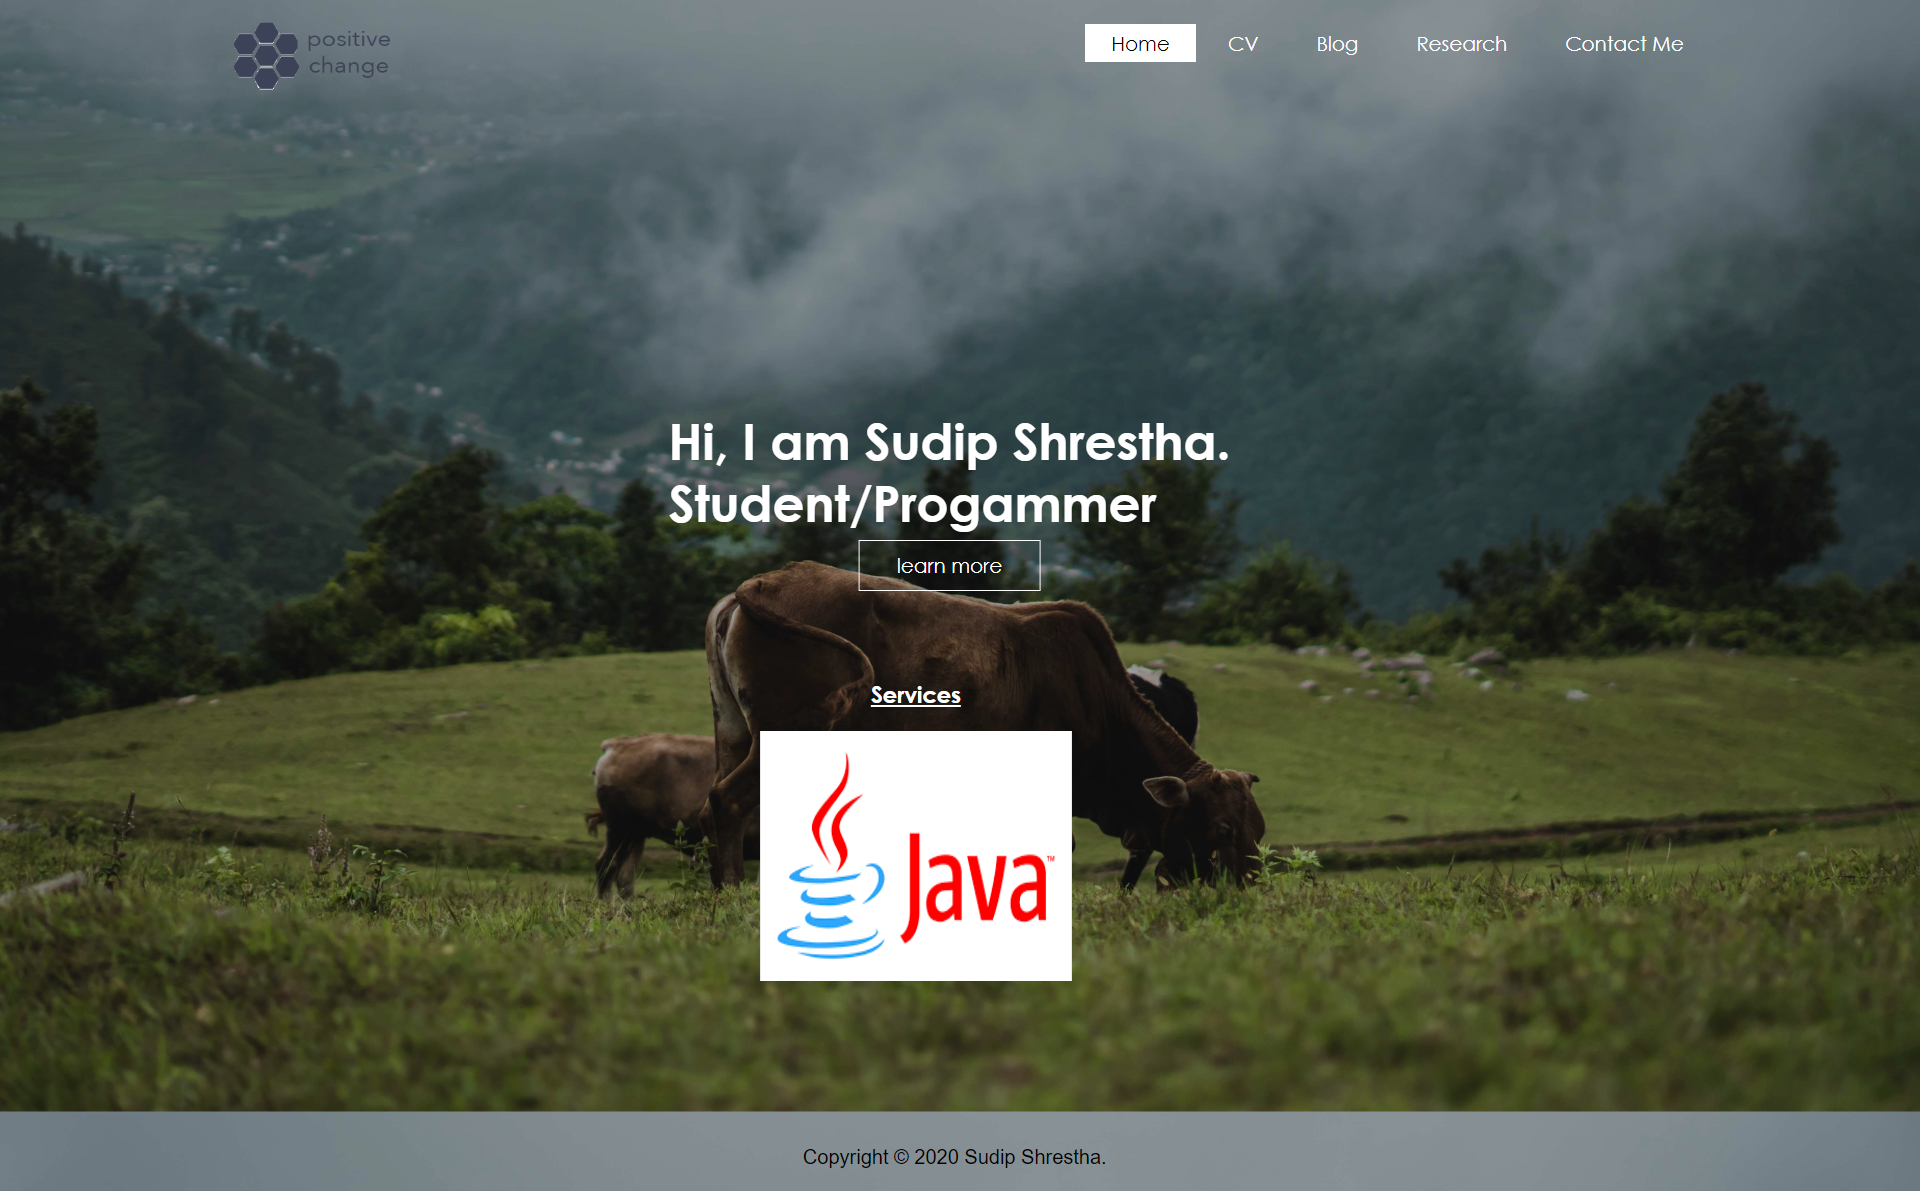 positive
change
Home
CV
Blog
Research
Contact Me
Hi, I am Sudip Shrestha.
Student/Progammer
learn more
Services
Java™
Copyright © 2020 Sudip Shrestha.